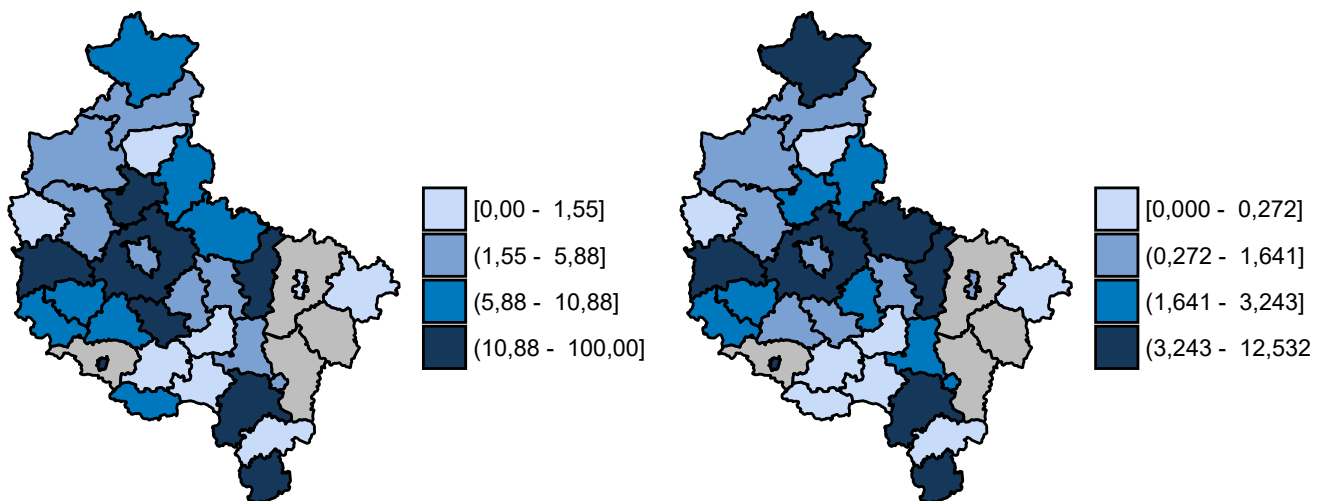 [0,00 - 1,55]
(1,55 - 5,88]
(5,88 - 10,88]
(10,88 - 100,00]
[0,000 - 0,272]
(0,272 - 1,641]
(1,641 - 3,243]
(3,243 - 12,532